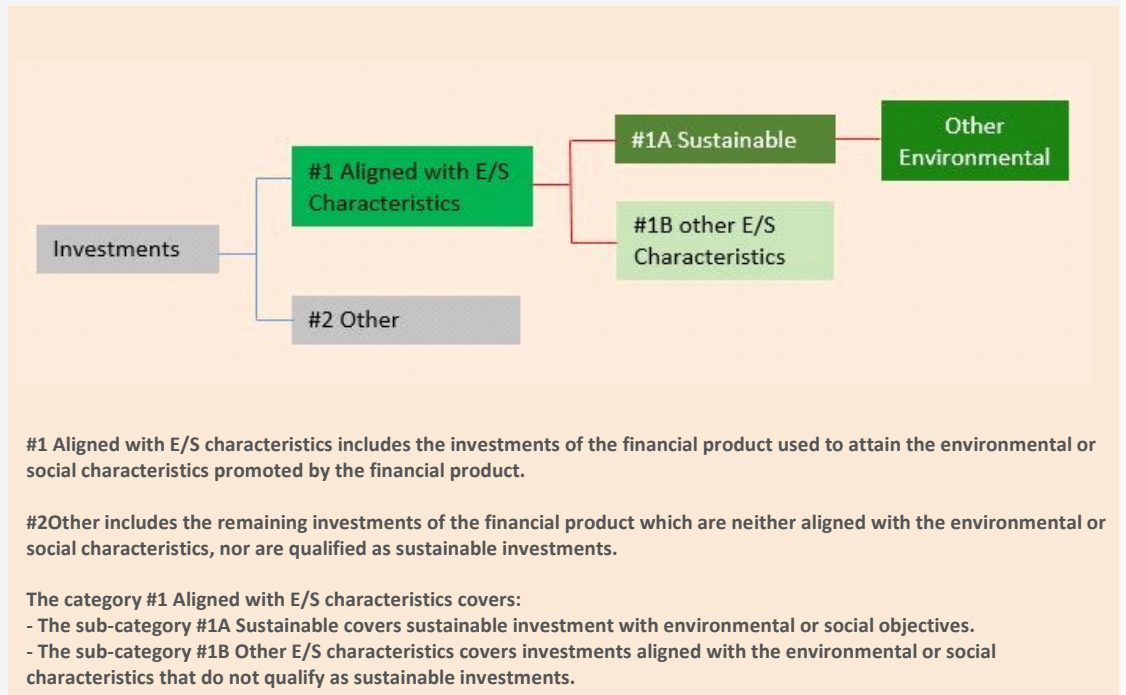 Investments
#1 Aligned with E/S
Characteristics
#2 Other
#1A Sustainable
#1B other E/S
Characteristics
Other
Environmental
#1 Aligned with E/S characteristics includes the investments of the financial product used to attain the environmental or
social characteristics promoted by the financial product.
#2Other includes the remaining investments of the financial product which are neither aligned with the environmental or
social characteristics, nor are qualified as sustainable investments.
The category #1 Aligned with E/S characteristics covers:
- The sub-category #1A Sustainable covers sustainable investment with environmental or social objectives.
- The sub-category #1B Other E/S characteristics covers investments aligned with the environmental or social
characteristics that do not qualify as sustainable investments.